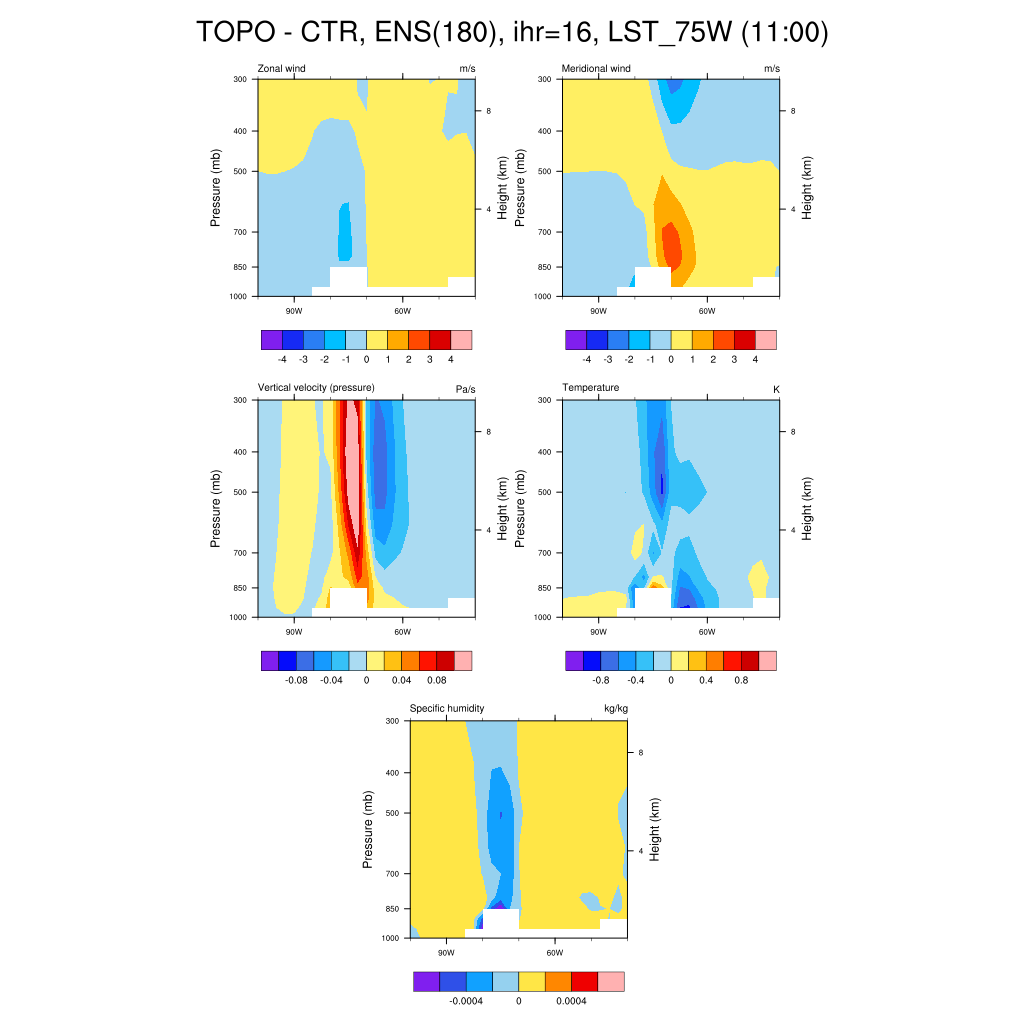 TOPO - CTR, ENS(180), ihr=16, LST_75W (11:00)
Zonal wind m/s
Pressure (mb)
Height (km)
300
400
500
700
850
1000
8
4
90W 60W
-4 -3 -2 -1 0 1 2 3 4
Meridional wind m/s
Pressure (mb)
Height (km)
300
400
500
700
850
1000
8
4
90W 60W
-4 -3 -2 -1 0 1 2 3 4
Vertical velocity (pressure) Pa/s
Pressure (mb)
Height (km)
300
400
500
700
850
1000
8
4
90W 60W
-0.08 -0.04 0 0.04 0.08
Temperature K
Pressure (mb)
Height (km)
300
400
500
700
850
1000
8
4
90W 60W
-0.8 -0.4 0 0.4 0.8
Specific humidity kg/kg
Pressure (mb)
Height (km)
300
400
500
700
850
1000
8
4
90W 60W
-0.0004 0 0.0004